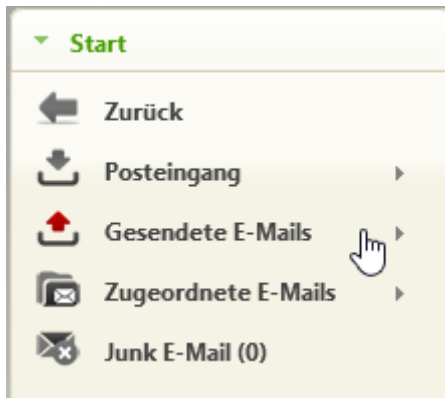 Start
Zurück
Posteingang
Gesendete E-Mails
Zugeordnete E-Mails
Junk E-Mail (0)